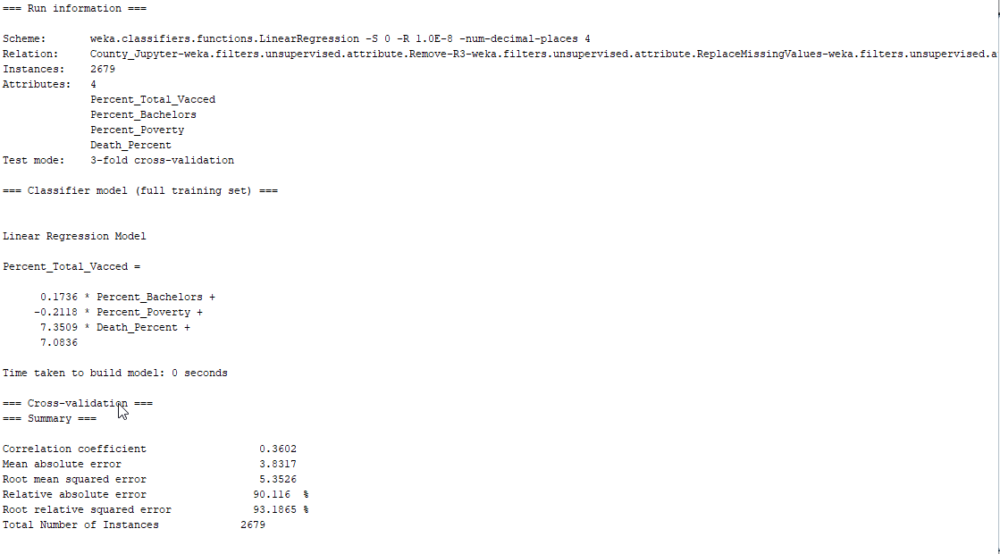 === Run information ===
Scheme: weka.classifiers.functions.LinearRegression -S 0 -R 1.0E-8 -num-decimal-places 4
Relation: County_Jupyter-weka.filters.unsupervised.attribute.Remove-R3-weka.filters.unsupervised.attribute.ReplaceMissingValues-weka.filters.unsupervised.a
Instances: 2679
Attributes: 4
Percent_Total_Vacced
Percent_Bachelors
Percent_Poverty
Death_Percent
Test mode: 3-fold cross-validation
=== Classifier model (full training set) ===
Linear Regression Model
Percent_Total_Vacced =
0.1736 * Percent_Bachelors +
-0.2118 * Percent_Poverty +
7.3509 * Death_Percent +
7.0836
Time taken to build model: 0 seconds
=== Cross-validation ===
=== Summary ===
Correlation coefficient 0.3602
Mean absolute error 3.8317
Root mean squared error 5.3526
Relative absolute error 90.116 %
Root relative squared error 93.1865 %
Total Number of Instances 2679